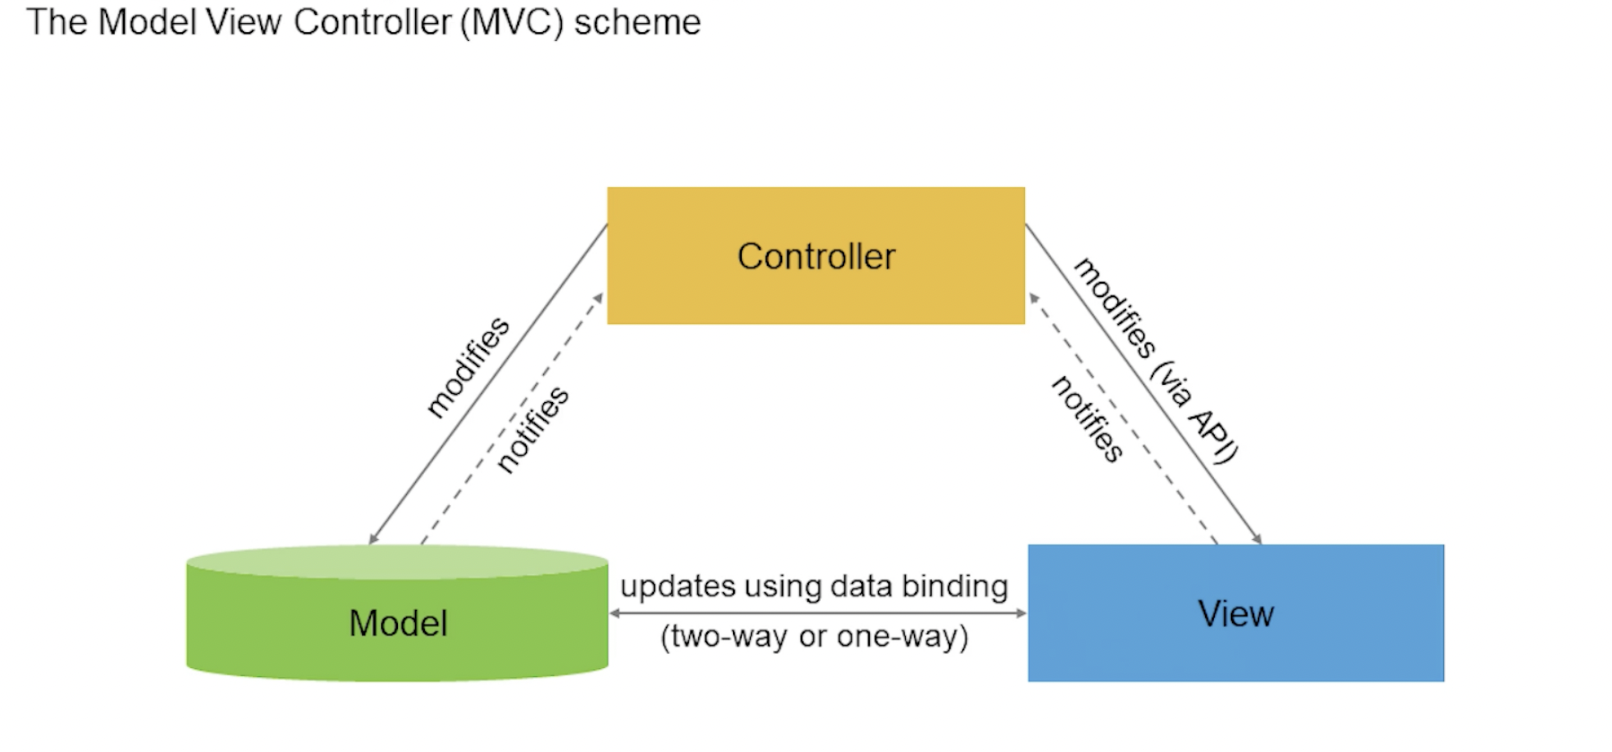 The Model View Controller (MVC) scheme
Controller
modifies
notifies
modifies (via API)
notifies
updates using data binding
(two-way or one-way)
Model
View